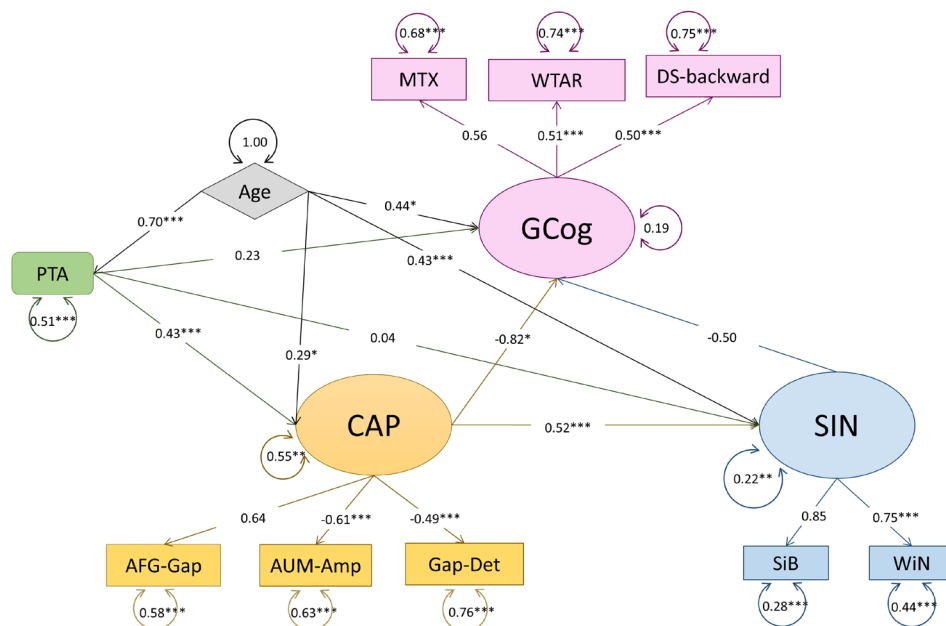 0.68***
0.74***
0.75***
MTX
WTAR
DS-backward
0.56
0.51***
0.50***
1.00
Age
0.70***
0.44*
GCog
0.19
0.23
0.43***
PTA
0.51***
0.43***
0.04
-0.82*
-0.50
0.29*
CAP
0.52***
SIN
0.55**
0.22**
0.64
-0.61***
-0.49***
0.85
0.75***
AFG-Gap
AUM-Amp
Gap-Det
SiB
WiN
0.58***
0.63***
0.76***
0.28***
0.44***